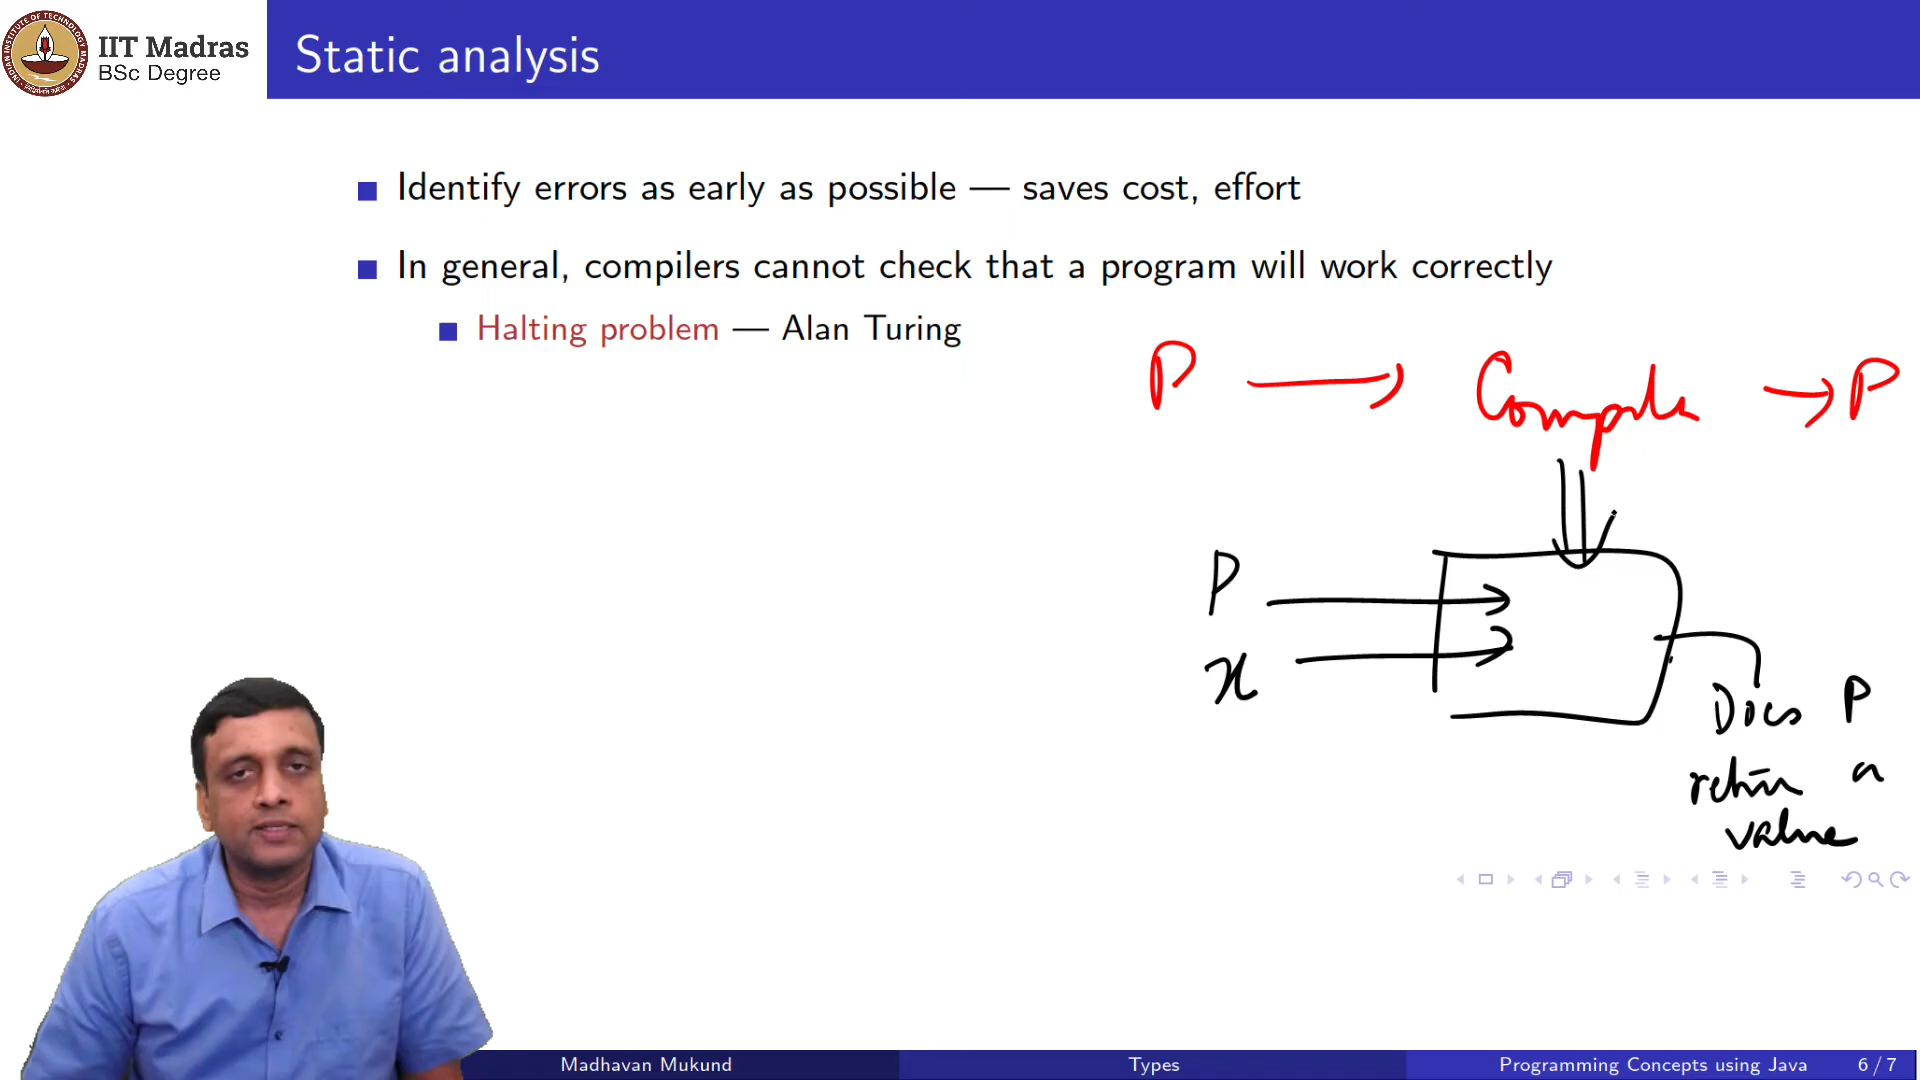 IIT Madras
BSc Degree
Static analysis
Identify errors as early as possible — saves cost, effort
In general, compilers cannot check that a program will work correctly
Halting problem — Alan Turing
P → → P
P
x
Does P
return a
value
Madhavan Mukund Types Programming Concepts using Java 6 / 7